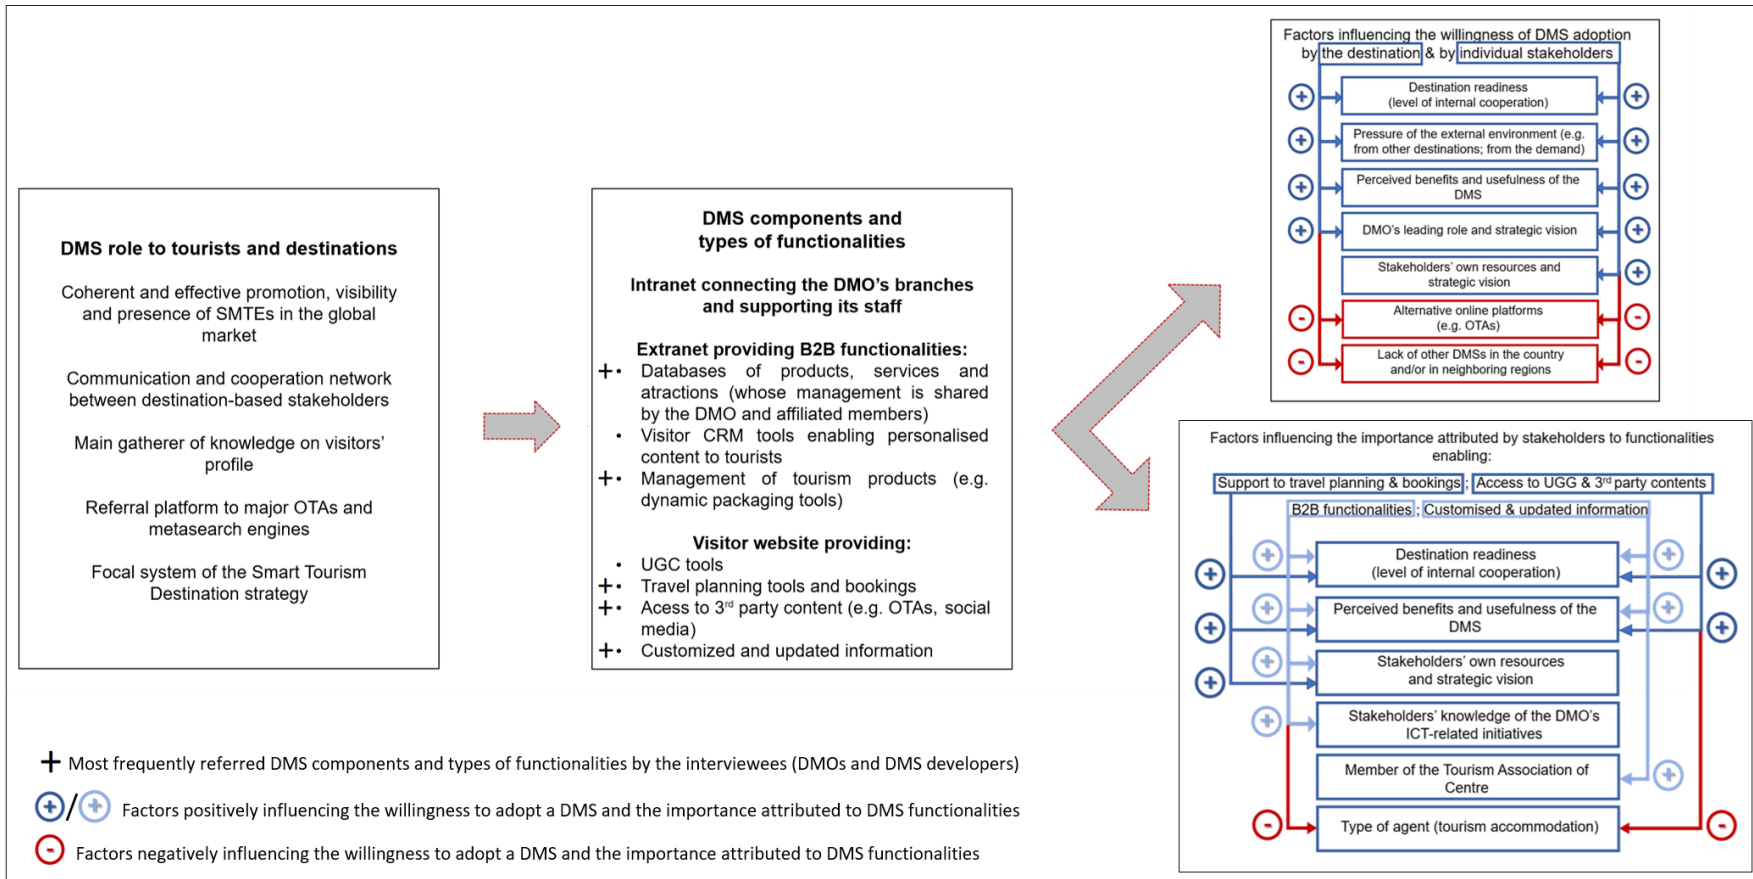 DMS role to tourists and destinations
Coherent and effective promotion, visibility
and presence of SMTEs in the global
market
Communication and cooperation network
between destination-based stakeholders
Main gatherer of knowledge on visitors'
profile
Referral platform to major OTAs and
metasearch engines
Focal system of the Smart Tourism
Destination strategy
DMS components and
types of functionalities
Intranet connecting the DMO's branches
and supporting its staff
Extranet providing B2B functionalities:
+• Databases of products, services and
atractions (whose management is shared
by the DMO and affiliated members)
• Visitor CRM tools enabling personalised
content to tourists
+• Management of tourism products (e.g.
dynamic packaging tools)
Visitor website providing:
• UGC tools
+• Travel planning tools and bookings
+• Acess to 3rd party content (e.g. OTAs, social
media)
+• Customized and updated information
Factors influencing the willingness of DMS adoption
by the destination & by individual stakeholders
+ Destination readiness +
(level of internal cooperation)
+ Pressure of the external environment (e.g. +
from other destinations; from the demand)
+ Perceived benefits and usefulness of the +
DMS
+ DMO's leading role and strategic vision +
Stakeholders' own resources and +
strategic vision
- Alternative online platforms -
(e.g. OTAs)
- Lack of other DMSs in the country -
and/or in neighboring regions
Factors influencing the importance attributed by stakeholders to functionalities
enabling:
Support to travel planning & bookings ; Access to UGG & 3rd party contents
B2B functionalities ; Customised & updated information
+ + Destination readiness + +
(level of internal cooperation)
+ + Perceived benefits and usefulness of the + +
DMS
+ + Stakeholders' own resources
and strategic vision
+ Stakeholders' knowledge of the DMO's
ICT-related initiatives
Member of the Tourism Association of +
Centre
- Type of agent (tourism accommodation) -
+ Most frequently referred DMS components and types of functionalities by the interviewees (DMOs and DMS developers)
+/+ Factors positively influencing the willingness to adopt a DMS and the importance attributed to DMS functionalities
- Factors negatively influencing the willingness to adopt a DMS and the importance attributed to DMS functionalities